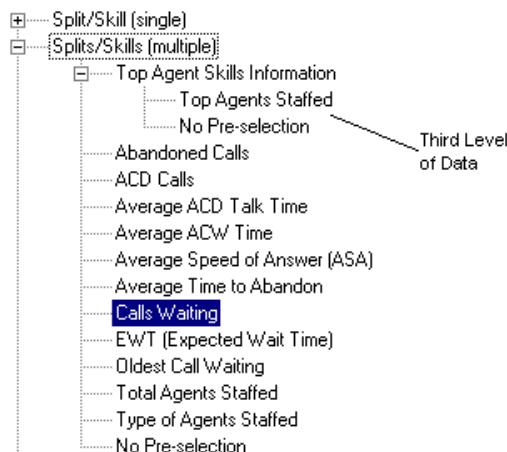 Split/Skill (single)
Splits/Skills (multiple)
Top Agent Skills Information
Top Agents Staffed
No Pre-selection
Third Level
of Data
Abandoned Calls
ACD Calls
Average ACD Talk Time
Average ACW Time
Average Speed of Answer (ASA)
Average Time to Abandon
Calls Waiting
EWT (Expected Wait Time)
Oldest Call Waiting
Total Agents Staffed
Type of Agents Staffed
No Pre-selection